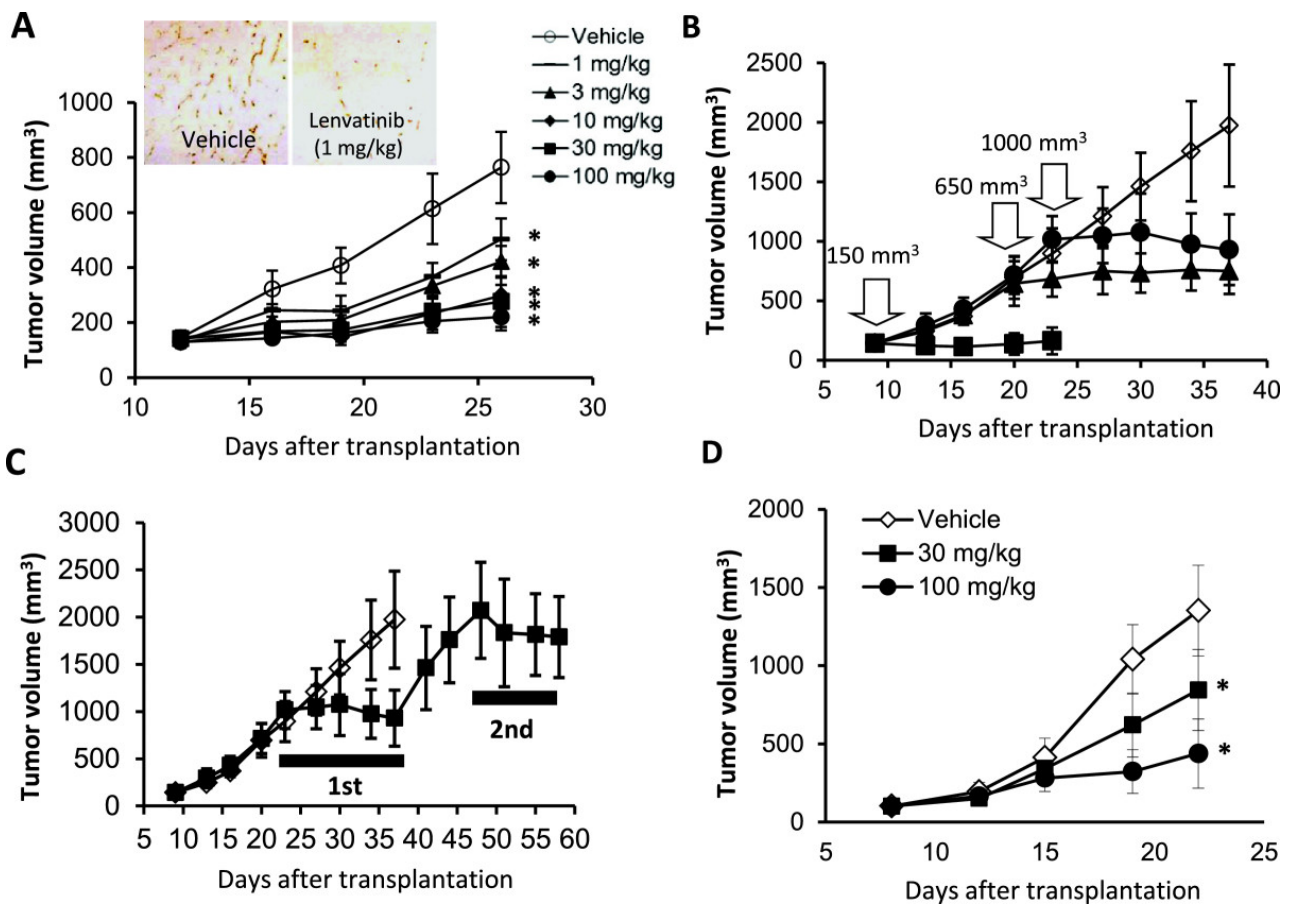 A
Vehicle
Lenvatinib
(1 mg/kg)
Vehicle
1 mg/kg
3 mg/kg
10 mg/kg
30 mg/kg
100 mg/kg
Tumor volume (mm³)
1000
800
600
400
200
0
*
*
*
*
*
10 15 20 25 30
Days after transplantation
B
Tumor volume (mm³)
2500
2000
1500
1000
500
0
150 mm³
650 mm³
1000 mm³
5 10 15 20 25 30 35 40
Days after transplantation
C
Tumor volume (mm³)
3000
2500
2000
1500
1000
500
0
1st
2nd
5 10 15 20 25 30 35 40 45 50 55 60
Days after transplantation
D
Vehicle
30 mg/kg
100 mg/kg
Tumor volume (mm³)
2000
1500
1000
500
0
*
*
5 10 15 20 25
Days after transplantation